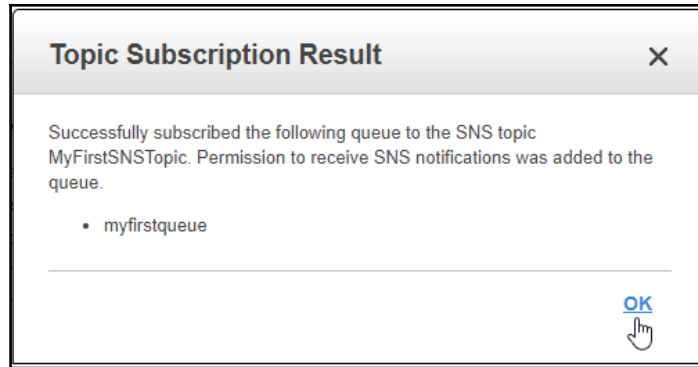 Topic Subscription Result
Successfully subscribed the following queue to the SNS topic
MyFirstSNSTopic. Permission to receive SNS notifications was added to the
queue.
• myfirstqueue
OK